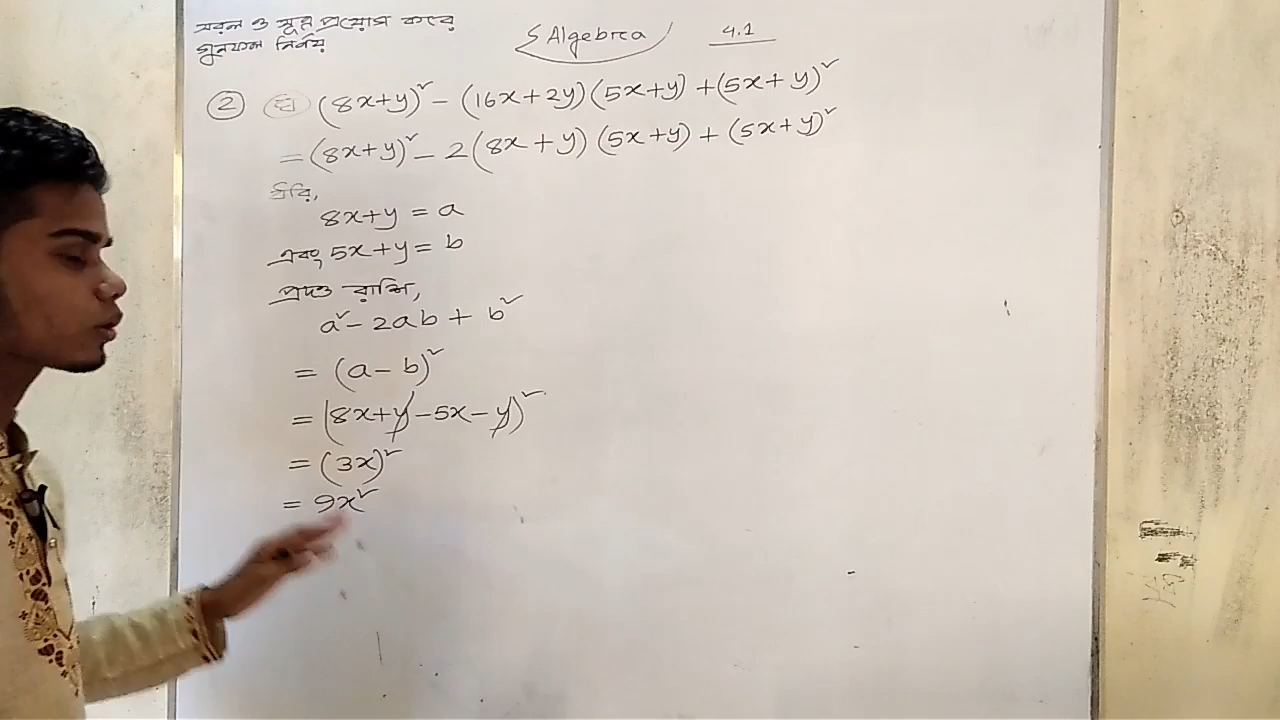 সরল ও সূত্র প্রয়োগ করে
গুনফল নির্ণয়
Algebra 4.1
② ঘ (8x+y)² - (16x+2y)(5x+y) + (5x+y)²
= (8x+y)² - 2(8x+y)(5x+y) + (5x+y)²
ধরি,
8x+y = a
এবং, 5x+y = b
প্রদত্ত রাশি,
a² - 2ab + b²
= (a-b)²
= (8x+y-5x-y)²
= (3x)²
= 9x²